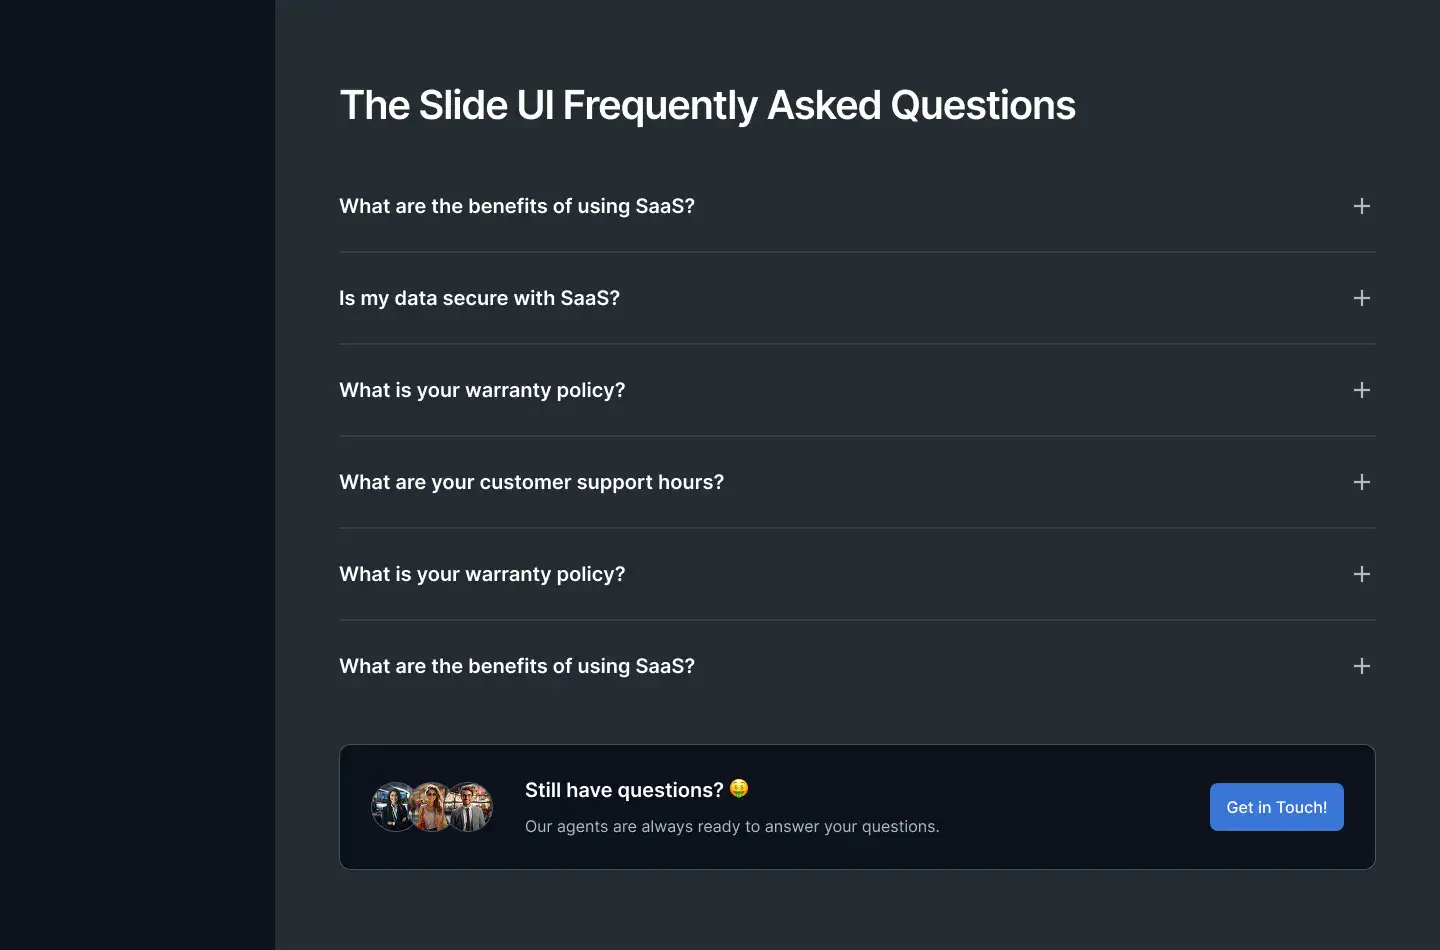 The Slide UI Frequently Asked Questions
What are the benefits of using SaaS?
Is my data secure with SaaS?
What is your warranty policy?
What are your customer support hours?
What is your warranty policy?
What are the benefits of using SaaS?
Still have questions? 🤑
Our agents are always ready to answer your questions.
Get in Touch!